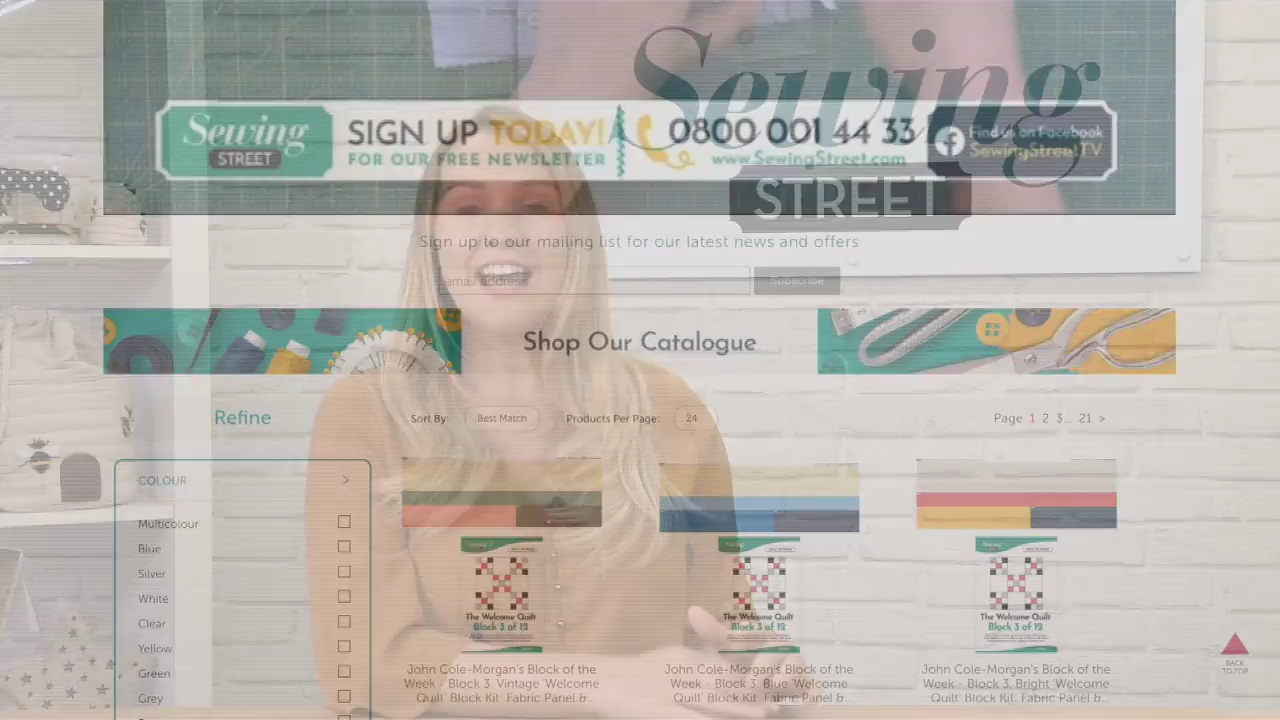 Sewing
STREET
Sewing
STREET
SIGN UP TODAY!
FOR OUR FREE NEWSLETTER
0800 001 44 33
www.SewingStreet.com
Find us on Facebook
SewingStreetTV
Sign up to our mailing list for our latest news and offers
email address
Subscribe
Shop Our Catalogue
Refine
Sort By:
Best Match
Products Per Page:
24
Page 1 2 3... 21 >
COLOUR >
Multicolour
Blue
Silver
White
Clear
Yellow
Green
Grey
The Welcome Quilt
Block 3 of 12
John Cole-Morgan's Block of the
Week - Block 3. Vintage 'Welcome
Quilt' Block Kit: Fabric Panel &...
The Welcome Quilt
Block 3 of 12
John Cole-Morgan's Block of the
Week - Block 3. Blue 'Welcome
Quilt' Block Kit: Fabric Panel &...
The Welcome Quilt
Block 3 of 12
John Cole-Morgan's Block of the
Week - Block 3. Bright 'Welcome
Quilt' Block Kit: Fabric Panel &...
BACK
TO TOP